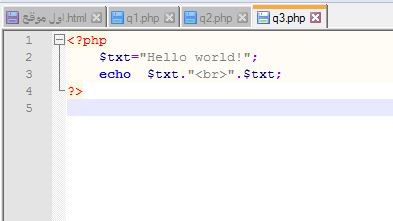 اول موقع.html q1.php q2.php q3.php
1 <?php
2 $txt="Hello world!";
3 echo  $txt."<br>".$txt;
4 ?>
5